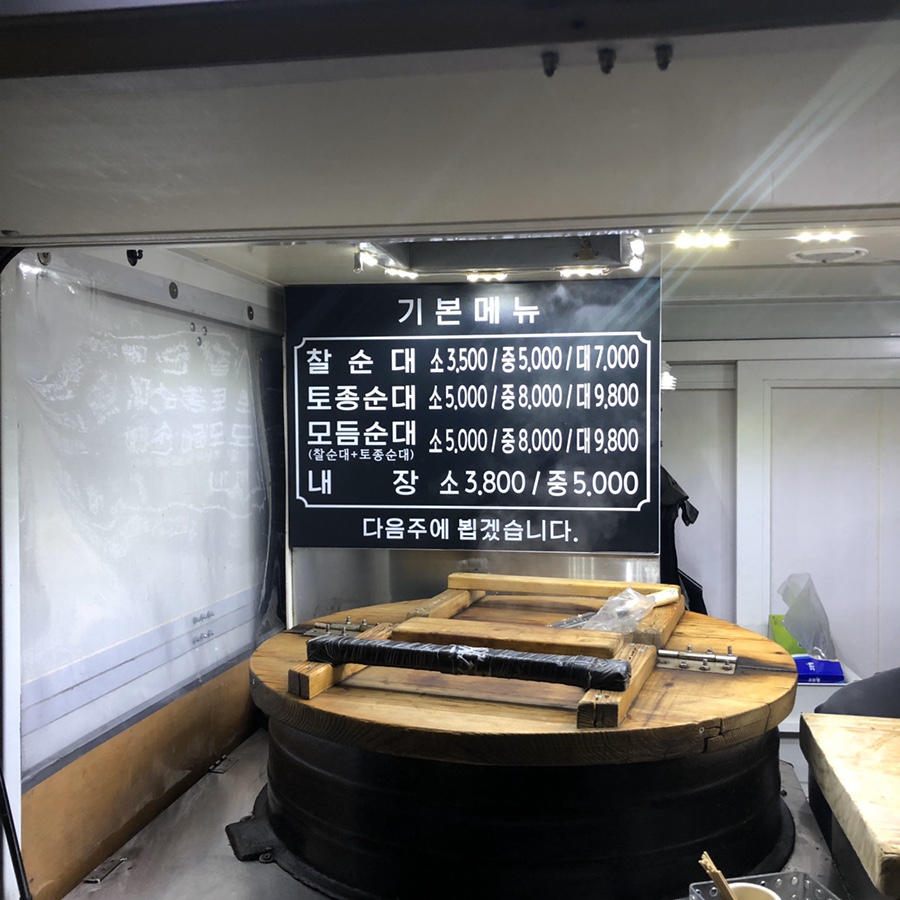 기본메뉴
찰순대 소3,500/중5,000/대7,000
토종순대 소5,000/중8,000/대9,800
모듬순대 소5,000/중8,000/대9,800
(찰순대+토종순대)
내장 소3,800/중5,000
다음주에 뵙겠습니다.